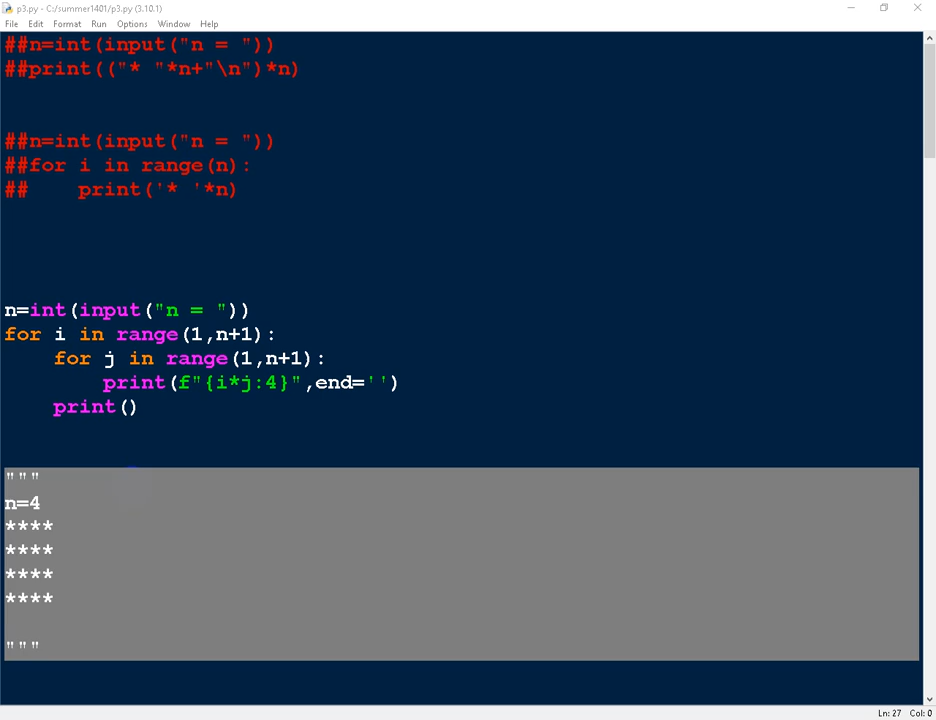 p3.py - C:/summer1401/p3.py (3.10.1)
File Edit Format Run Options Window Help
##n=int(input("n = "))
##print(("* "*n+"\n")*n)
##n=int(input("n = "))
##for i in range(n):
##    print('* '*n)
n=int(input("n = "))
for i in range(1,n+1):
    for j in range(1,n+1):
        print(f"{i*j:4}",end='')
    print()
"""
n=4
****
****
****
****
"""
Ln: 27 Col: 0